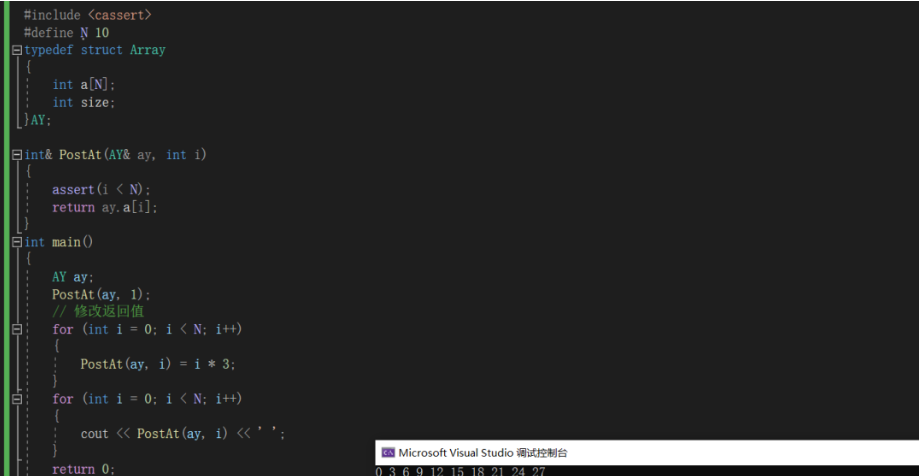 #include <cassert>
#define N 10
typedef struct Array
{
int a[N];
int size;
}AY;
int& PostAt(AY& ay, int i)
{
assert(i < N);
return ay.a[i];
}
int main()
{
AY ay;
PostAt(ay, 1);
// 修改返回值
for (int i = 0; i < N; i++)
{
PostAt(ay, i) = i * 3;
}
for (int i = 0; i < N; i++)
{
cout << PostAt(ay, i) << ' ';
}
return 0;
Microsoft Visual Studio 调试控制台
0 3 6 9 12 15 18 21 24 27